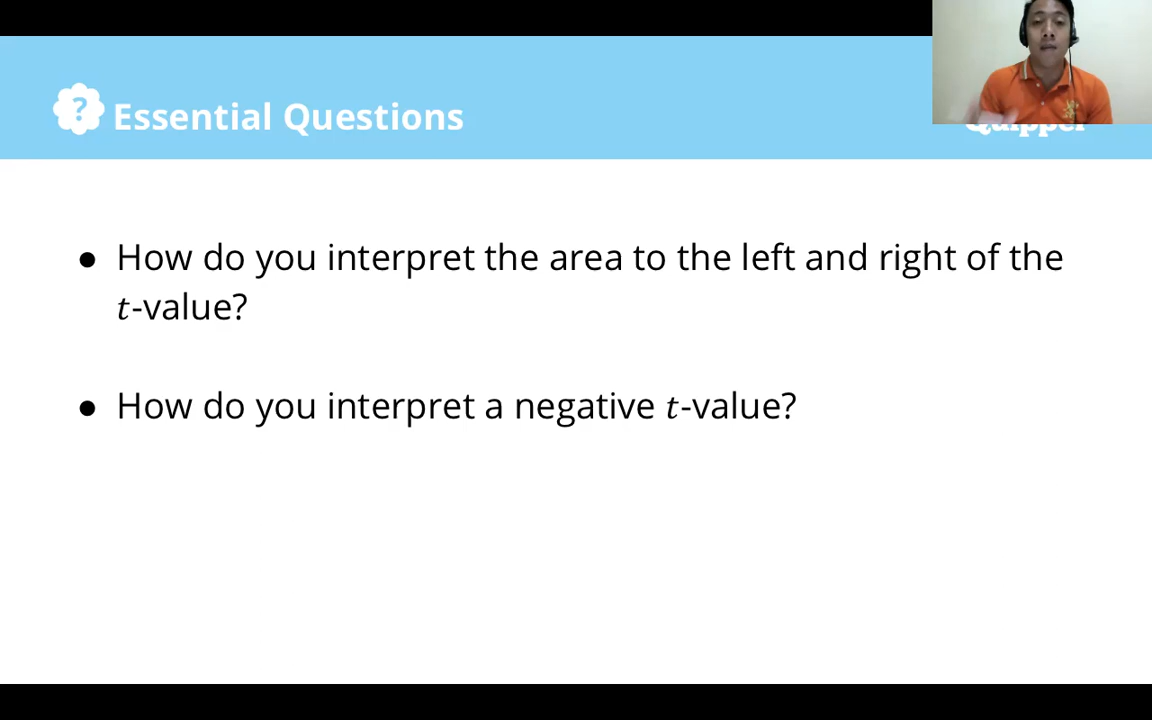 ?
Essential Questions
Quipper
● How do you interpret the area to the left and right of the
t-value?
● How do you interpret a negative t-value?